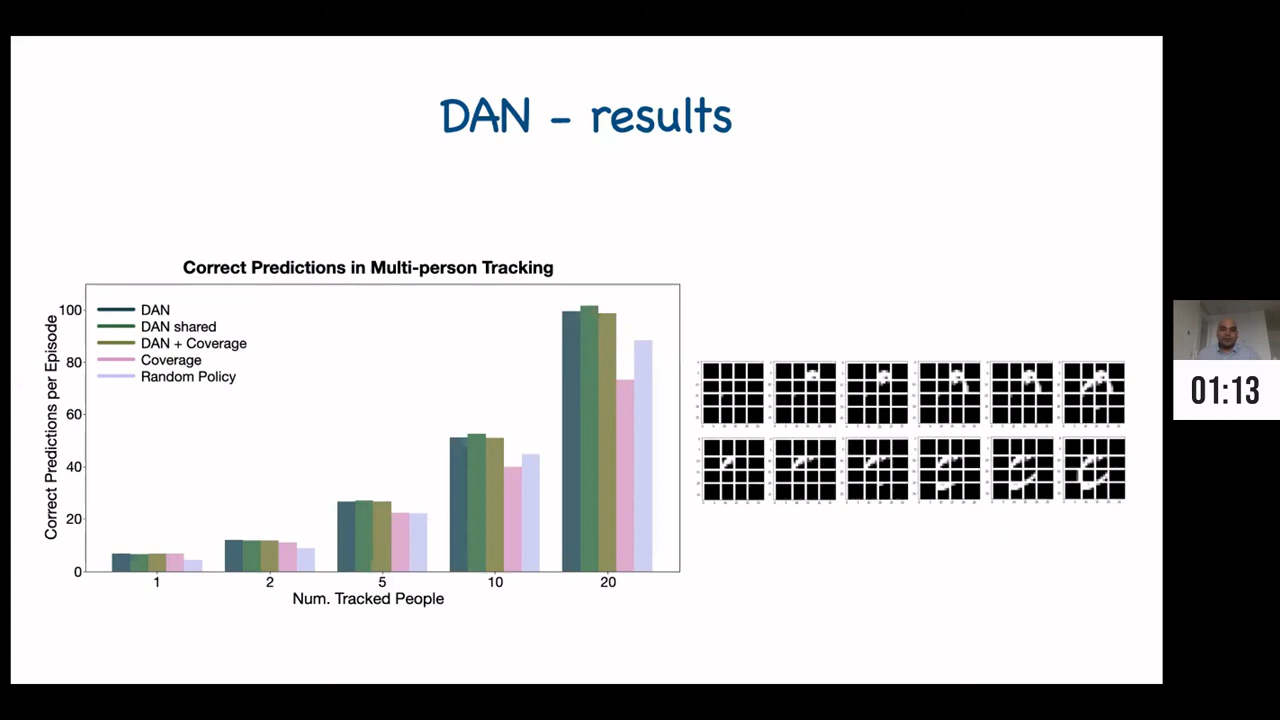 DAN - results
Correct Predictions in Multi-person Tracking
Correct Predictions per Episode
100
80
60
40
20
0
DAN
DAN shared
DAN + Coverage
Coverage
Random Policy
1 2 5 10 20
Num. Tracked People
01:13